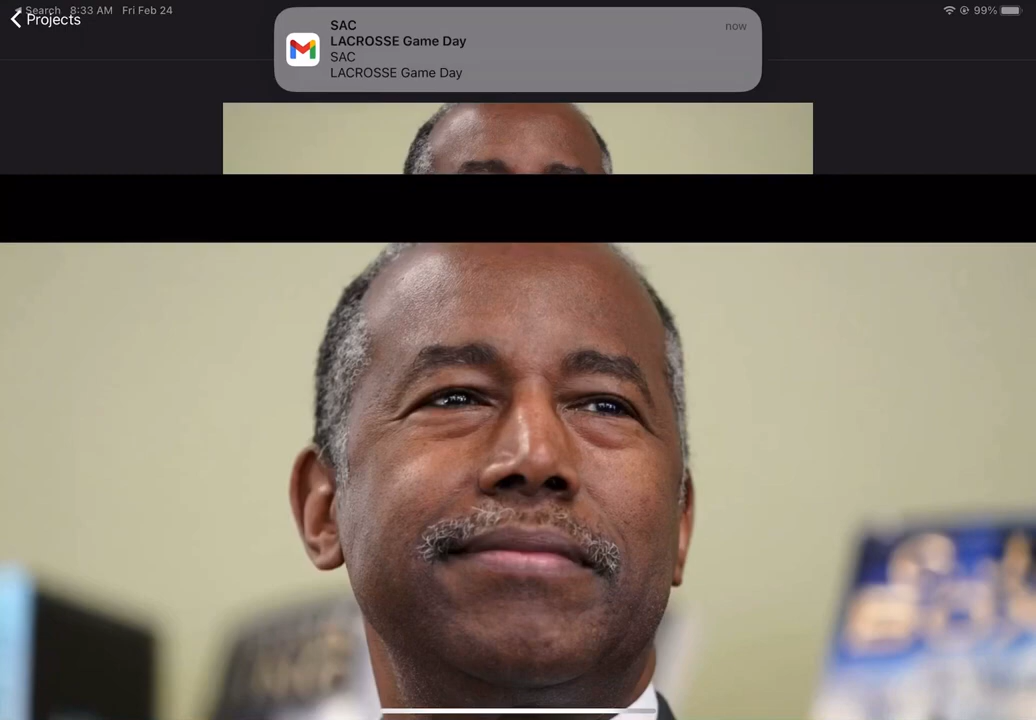 Search 8:33 AM Fri Feb 24
99%
Projects
SAC
now
LACROSSE Game Day
SAC
LACROSSE Game Day